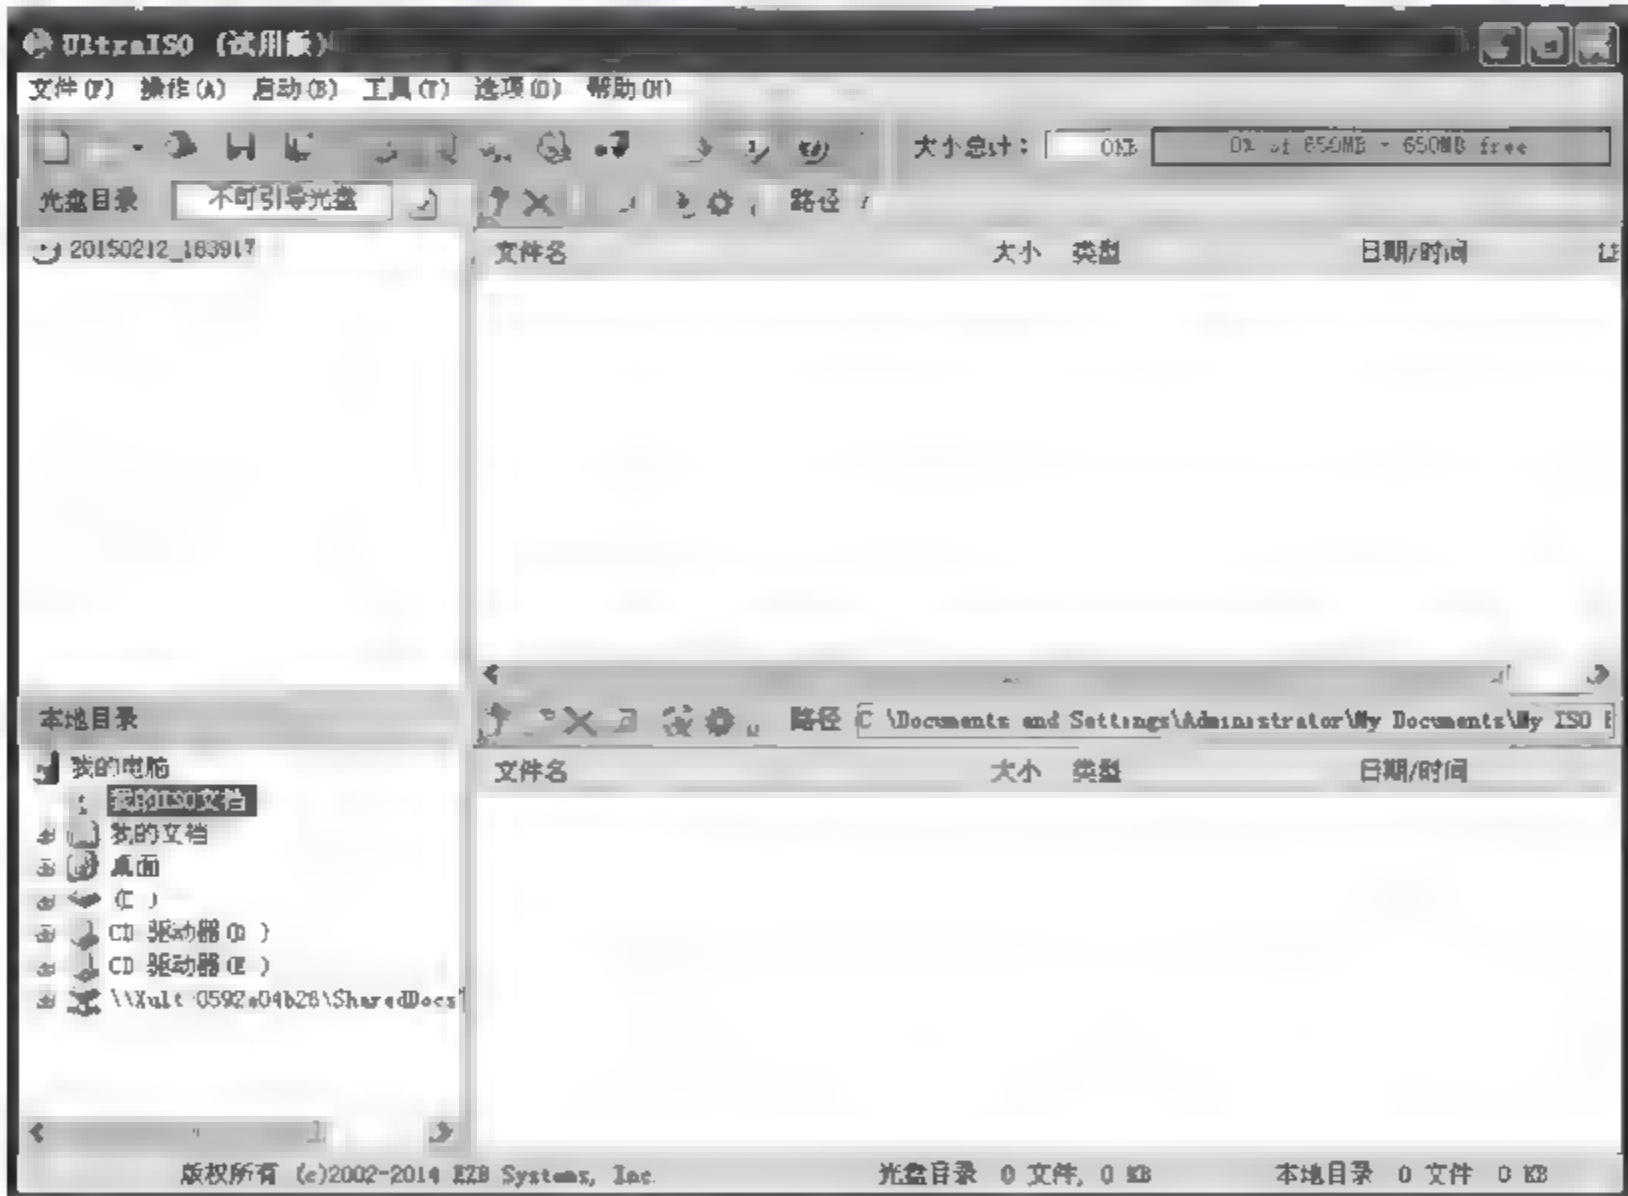 UltraISO (试用版)
文件(F) 操作(A) 启动(B) 工具(T) 选项(O) 帮助(H)
大小总计： 0KB 0% of 650MB - 650MB free
光盘目录 不可引导光盘 路径 /
20150212_183917
文件名 大小 类型 日期/时间
本地目录 路径 C \Documents and Settings\Administrator\My Documents\My ISO F
文件名 大小 类型 日期/时间
我的电脑
我的ISO文档
我的文档
桌面
(C )
CD 驱动器(D )
CD 驱动器(E )
\\Xult 0592a04b28\SharedDocs
版权所有 (c)2002-2014 EZB Systems, Inc. 光盘目录 0 文件, 0 KB 本地目录 0 文件 0 KB